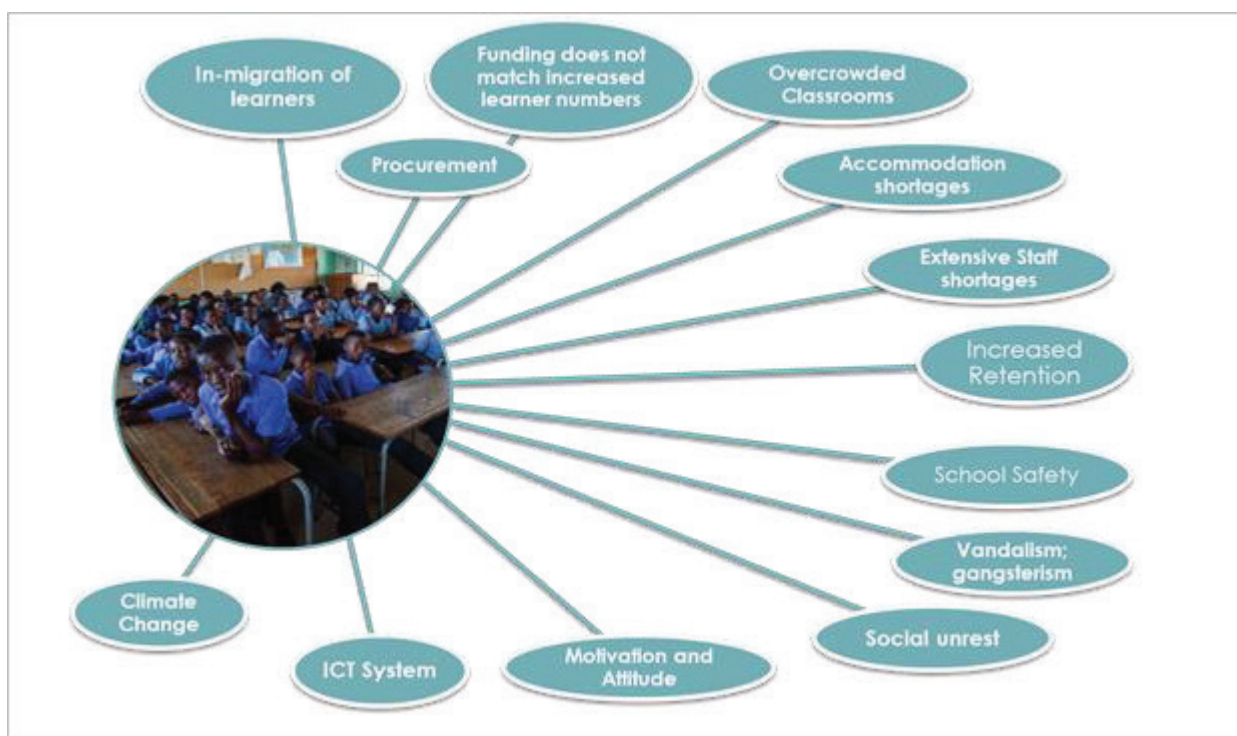 In-migration of
learners
Funding does not
match increased
learner numbers
Procurement
Overcrowded
Classrooms
Accommodation
shortages
Extensive Staff
shortages
Increased
Retention
School Safety
Vandalism;
gangsterism
Social unrest
Motivation and
Attitude
ICT System
Climate
Change